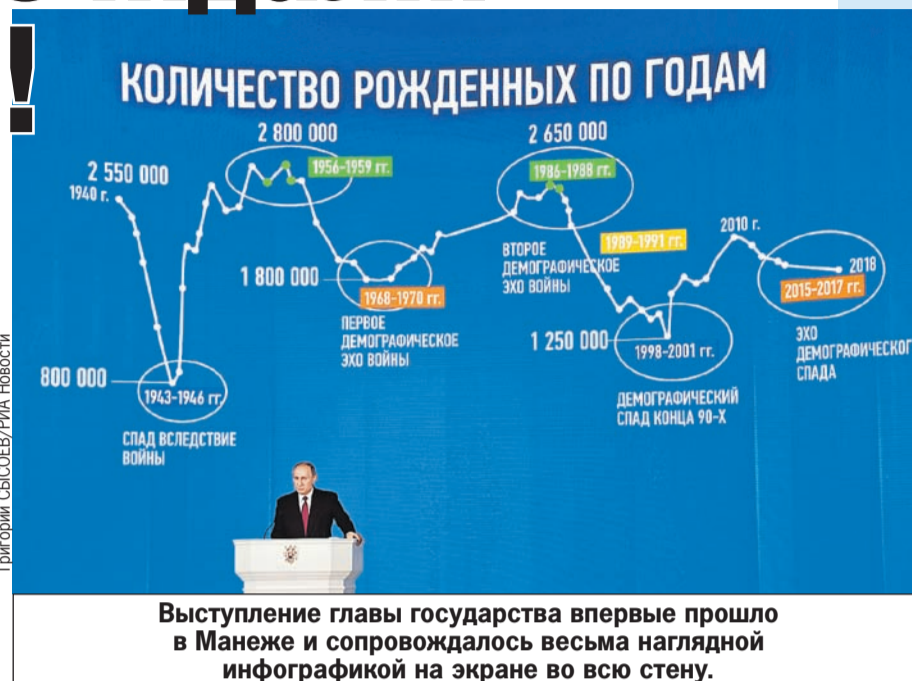 !
КОЛИЧЕСТВО РОЖДЕННЫХ ПО ГОДАМ
2 800 000
2 650 000
1956–1959 гг.
1986–1988 гг.
2 550 000
1940 г.
2010 г.
1989–1991 гг.
ВТОРОЕ
ДЕМОГРАФИЧЕСКОЕ
ЭХО ВОЙНЫ
1 800 000
2018
2015–2017 гг.
1968–1970 гг.
ПЕРВОЕ
ДЕМОГРАФИЧЕСКОЕ
ЭХО ВОЙНЫ
1 250 000
1998–2001 гг.
ЭХО
ДЕМОГРАФИЧЕСКОГ
СПАДА
800 000
1943–1946 гг.
ДЕМОГРАФИЧЕСКИЙ
СПАД КОНЦА 90-Х
СПАД ВСЛЕДСТВИЕ
ВОЙНЫ
Григорий СЫСОЕВ/РИА Новости
Выступление главы государства впервые прошло
в Манеже и сопровождалось весьма наглядной
инфографикой на экране во всю стену.